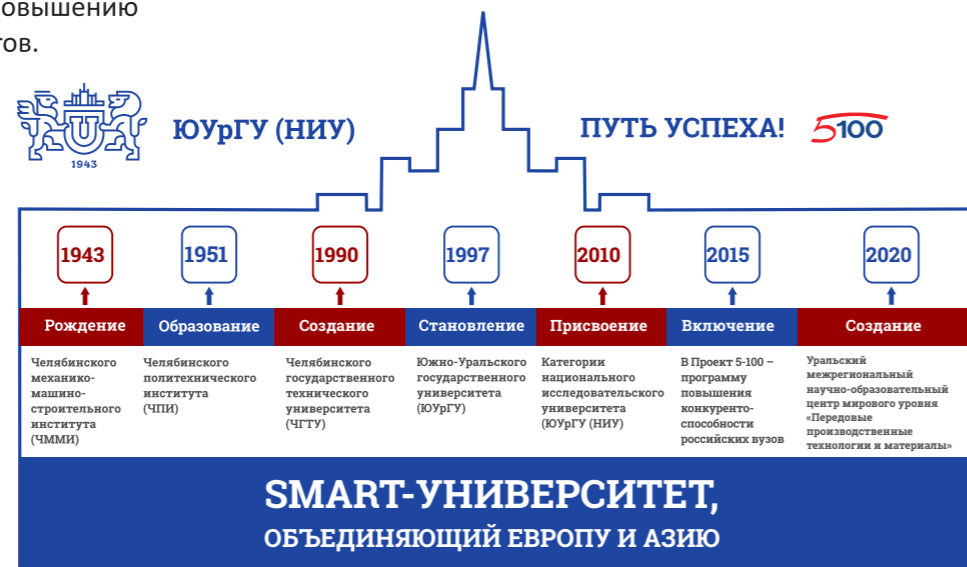 овышению
тов.
1943
ЮУрГУ (НИУ)
ПУТЬ УСПЕХА!
5100
1943
1951
1990
1997
2010
2015
2020
Рождение
Образование
Создание
Становление
Присвоение
Включение
Создание
Челябинского
механико-
машино-
строительного
института
(ЧММИ)
Челябинского
политехнического
института
(ЧПИ)
Челябинского
государственного
технического
университета
(ЧГТУ)
Южно-Уральского
государственного
университета
(ЮУрГУ)
Категории
национального
исследовательского
университета
(ЮУрГУ (НИУ)
В Проект 5-100 –
программу
повышения
конкуренто-
способности
российских вузов
Уральский
межрегиональный
научно-образовательный
центр мирового уровня
«Передовые
производственные
технологии и материалы»
SMART-УНИВЕРСИТЕТ,
ОБЪЕДИНЯЮЩИЙ ЕВРОПУ И АЗИЮ